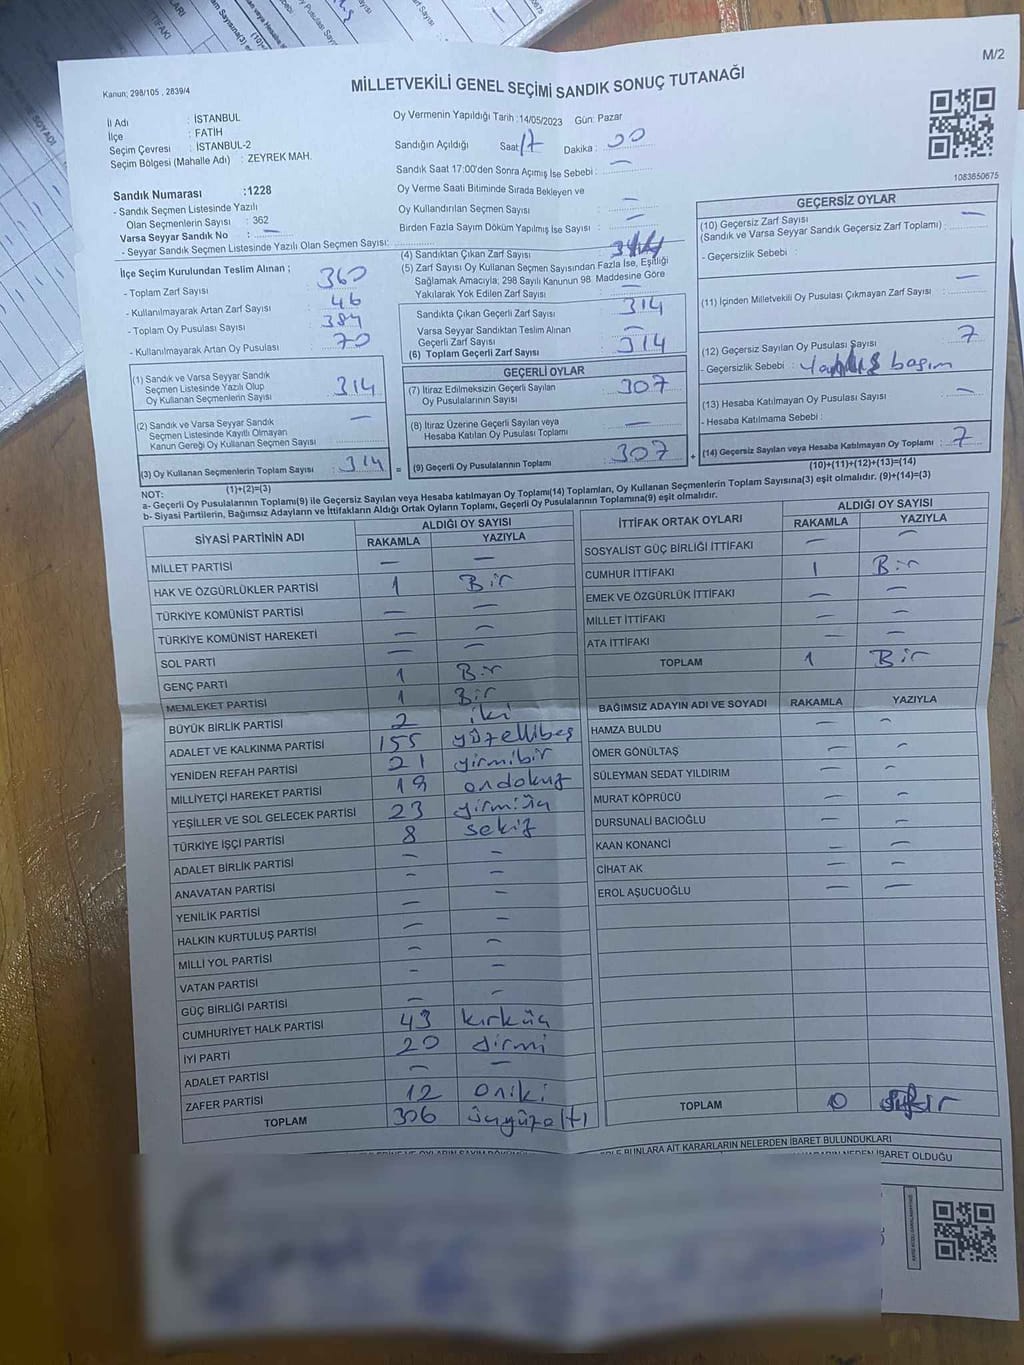 M/2
Kanun; 298/105 , 2839/4
MİLLETVEKİLİ GENEL SEÇİMİ SANDIK SONUÇ TUTANAĞI
İl Adı : İSTANBUL
İlçe : FATİH
Seçim Çevresi : İSTANBUL-2
Seçim Bölgesi (Mahalle Adı) : ZEYREK MAH.
Oy Vermenin Yapıldığı Tarih :14/05/2023 Gün: Pazar
Sandığın Açıldığı Saat 17 Dakika : 00
Sandık Saat 17:00'den Sonra Açımış İse Sebebi : —
Oy Verme Saati Bitiminde Sırada Bekleyen ve
Oy Kullandırılan Seçmen Sayısı : —
Birden Fazla Sayım Döküm Yapılmış İse Sayısı : —
1083650675
Sandık Numarası :1228
- Sandık Seçmen Listesinde Yazılı
Olan Seçmenlerin Sayısı : 362
Varsa Seyyar Sandık No : —
- Seyyar Sandık Seçmen Listesinde Yazılı Olan Seçmen Sayısı:
İlçe Seçim Kurulundan Teslim Alınan ;
- Toplam Zarf Sayısı : 360
- Kullanılmayarak Artan Zarf Sayısı : 46
- Toplam Oy Pusulası Sayısı : 384
- Kullanılmayarak Artan Oy Pusulası : 70
(1) Sandık ve Varsa Seyyar Sandık
Seçmen Listesinde Yazılı Olup
Oy Kullanan Seçmenlerin Sayısı : 314
(2) Sandık ve Varsa Seyyar Sandık
Seçmen Listesinde Kayıtlı Olmayan
Kanun Gereği Oy Kullanan Seçmen Sayısı : —
(3) Oy Kullanan Seçmenlerin Toplam Sayısı : 314
(1)+(2)=(3)
(4) Sandıktan Çıkan Zarf Sayısı :
(5) Zarf Sayısı Oy Kullanan Seçmen Sayısından Fazla İse, Eşitliği
Sağlamak Amacıyla; 298 Sayılı Kanunun 98. Maddesine Göre
Yakılarak Yok Edilen Zarf Sayısı : —
Sandıkta Çıkan Geçerli Zarf Sayısı : 314
Varsa Seyyar Sandıktan Teslim Alınan
Geçerli Zarf Sayısı : —
(6) Toplam Geçerli Zarf Sayısı : 314
GEÇERLİ OYLAR
(7) İtiraz Edilmeksizin Geçerli Sayılan
Oy Pusulalarının Sayısı : 307
(8) İtiraz Üzerine Geçerli Sayılan veya
Hesaba Katılan Oy Pusulası Toplamı : —
= (9) Geçerli Oy Pusulalarının Toplamı : 307
GEÇERSİZ OYLAR
(10) Geçersiz Zarf Sayısı
(Sandık ve Varsa Seyyar Sandık Geçersiz Zarf Toplamı) : —
- Geçersizlik Sebebi :
(11) İçinden Milletvekili Oy Pusulası Çıkmayan Zarf Sayısı : —
(12) Geçersiz Sayılan Oy Pusulası Sayısı : 7
- Geçersizlik Sebebi : basım
(13) Hesaba Katılmayan Oy Pusulası Sayısı : —
- Hesaba Katılmama Sebebi :
+ (14) Geçersiz Sayılan veya Hesaba Katılmayan Oy Toplamı : 7
(10)+(11)+(12)+(13)=(14)
NOT:
a- Geçerli Oy Pusulalarının Toplamı(9) ile Geçersiz Sayılan veya Hesaba katılmayan Oy Toplamı(14) Toplamları, Oy Kullanan Seçmenlerin Toplam Sayısına(3) eşit olmalıdır. (9)+(14)=(3)
b- Siyasi Partilerin, Bağımsız Adayların ve İttifakların Aldığı Ortak Oyların Toplamı, Geçerli Oy Pusulalarının Toplamına(9) eşit olmalıdır.
SİYASİ PARTİNİN ADI ALDIĞI OY SAYISI
RAKAMLA YAZIYLA
MİLLET PARTİSİ — —
HAK VE ÖZGÜRLÜKLER PARTİSİ 1 Bir
TÜRKİYE KOMÜNİST PARTİSİ — —
TÜRKİYE KOMÜNİST HAREKETİ — —
SOL PARTİ — —
GENÇ PARTİ 1 Bir
MEMLEKET PARTİSİ 1 Bir
BÜYÜK BİRLİK PARTİSİ 2 iki
ADALET VE KALKINMA PARTİSİ 155 yüzellibeş
YENİDEN REFAH PARTİSİ 21 yirmibir
MİLLİYETÇİ HAREKET PARTİSİ 19 ondokuz
YEŞİLLER VE SOL GELECEK PARTİSİ 23 yirmiüç
TÜRKİYE İŞÇİ PARTİSİ 8 sekiz
ADALET BİRLİK PARTİSİ — —
ANAVATAN PARTİSİ — —
YENİLİK PARTİSİ — —
HALKIN KURTULUŞ PARTİSİ — —
MİLLİ YOL PARTİSİ — —
VATAN PARTİSİ — —
GÜÇ BİRLİĞİ PARTİSİ — —
CUMHURİYET HALK PARTİSİ 43 kırküç
İYİ PARTİ 20 yirmi
ADALET PARTİSİ — —
ZAFER PARTİSİ 12 oniki
TOPLAM 306 üçyüzaltı
İTTİFAK ORTAK OYLARI ALDIĞI OY SAYISI
RAKAMLA YAZIYLA
SOSYALİST GÜÇ BİRLİĞİ İTTİFAKI — —
CUMHUR İTTİFAKI 1 Bir
EMEK VE ÖZGÜRLÜK İTTİFAKI — —
MİLLET İTTİFAKI — —
ATA İTTİFAKI — —
TOPLAM 1 Bir
BAĞIMSIZ ADAYIN ADI VE SOYADI RAKAMLA YAZIYLA
HAMZA BULDU — —
ÖMER GÖNÜLTAŞ — —
SÜLEYMAN SEDAT YILDIRIM — —
MURAT KÖPRÜCÜ — —
DURSUNALİ BACIOĞLU — —
KAAN KONANCİ — —
CİHAT AK — —
EROL AŞUCUOĞLU — —
TOPLAM 0 sıfır
BUNLARA AİT KARARLARIN NELERDEN İBARET BULUNDUKLARI
İBARET OLDUĞU